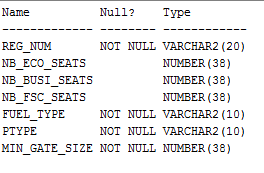 Name          Null?    Type
------------- -------- ------------
REG_NUM       NOT NULL VARCHAR2(20)
NB_ECO_SEATS           NUMBER(38)
NB_BUSI_SEATS          NUMBER(38)
NB_FSC_SEATS           NUMBER(38)
FUEL_TYPE     NOT NULL VARCHAR2(10)
PTYPE         NOT NULL VARCHAR2(10)
MIN_GATE_SIZE NOT NULL NUMBER(38)